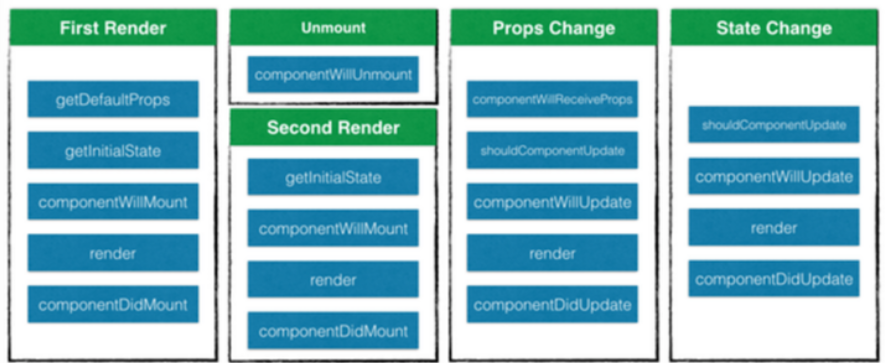 First Render
getDefaultProps
getInitialState
componentWillMount
render
componentDidMount
Unmount
componentWillUnmount
Second Render
getInitialState
componentWillMount
render
componentDidMount
Props Change
componentWillReceiveProps
shouldComponentUpdate
componentWillUpdate
render
componentDidUpdate
State Change
shouldComponentUpdate
componentWillUpdate
render
componentDidUpdate